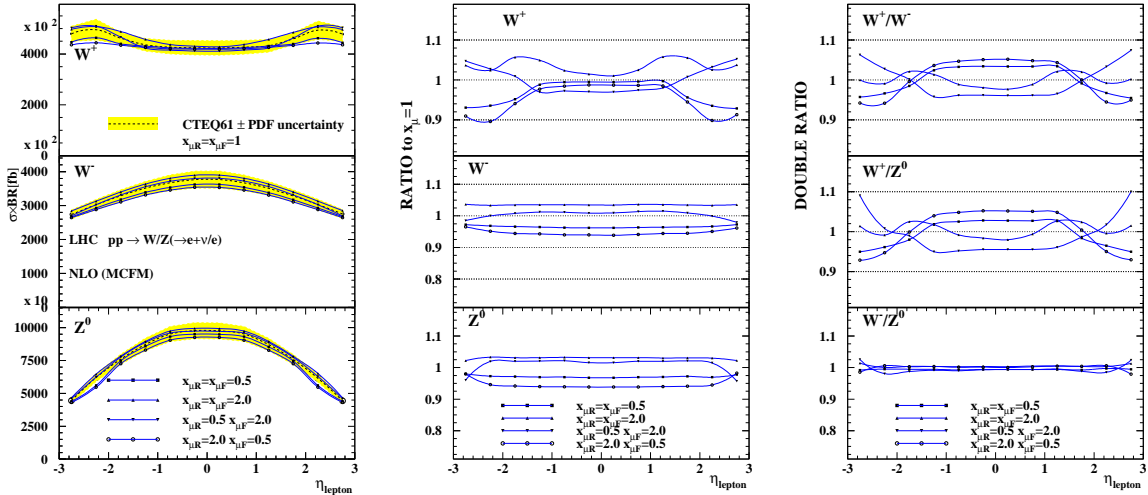 x 10²
W⁺
4000
2000
CTEQ61 ± PDF uncertainty
x_μR=x_μF=1
x 10²
0
W⁻
4000
3000
2000
1000
x 10
0
σ×BR[fb]
LHC pp → W/Z(→e+ν/e)
NLO (MCFM)
Z⁰
10000
7500
5000
2500
0
x_μR=x_μF=0.5
x_μR=x_μF=2.0
x_μR=0.5 x_μF=2.0
x_μR=2.0 x_μF=0.5
-3 -2 -1 0 1 2 3
η_lepton
RATIO to x_μ=1
W⁺
1.1
1
0.9
W⁻
1.1
1
0.9
0.8
Z⁰
1.1
1
0.9
0.8
0.7
x_μR=x_μF=0.5
x_μR=x_μF=2.0
x_μR=0.5 x_μF=2.0
x_μR=2.0 x_μF=0.5
-3 -2 -1 0 1 2 3
η_lepton
DOUBLE RATIO
W⁺/W⁻
1.1
1
0.9
W⁺/Z⁰
1.1
1
0.9
W⁻/Z⁰
1.1
1
0.9
0.8
0.7
x_μR=x_μF=0.5
x_μR=x_μF=2.0
x_μR=0.5 x_μF=2.0
x_μR=2.0 x_μF=0.5
-3 -2 -1 0 1 2 3
η_lepton